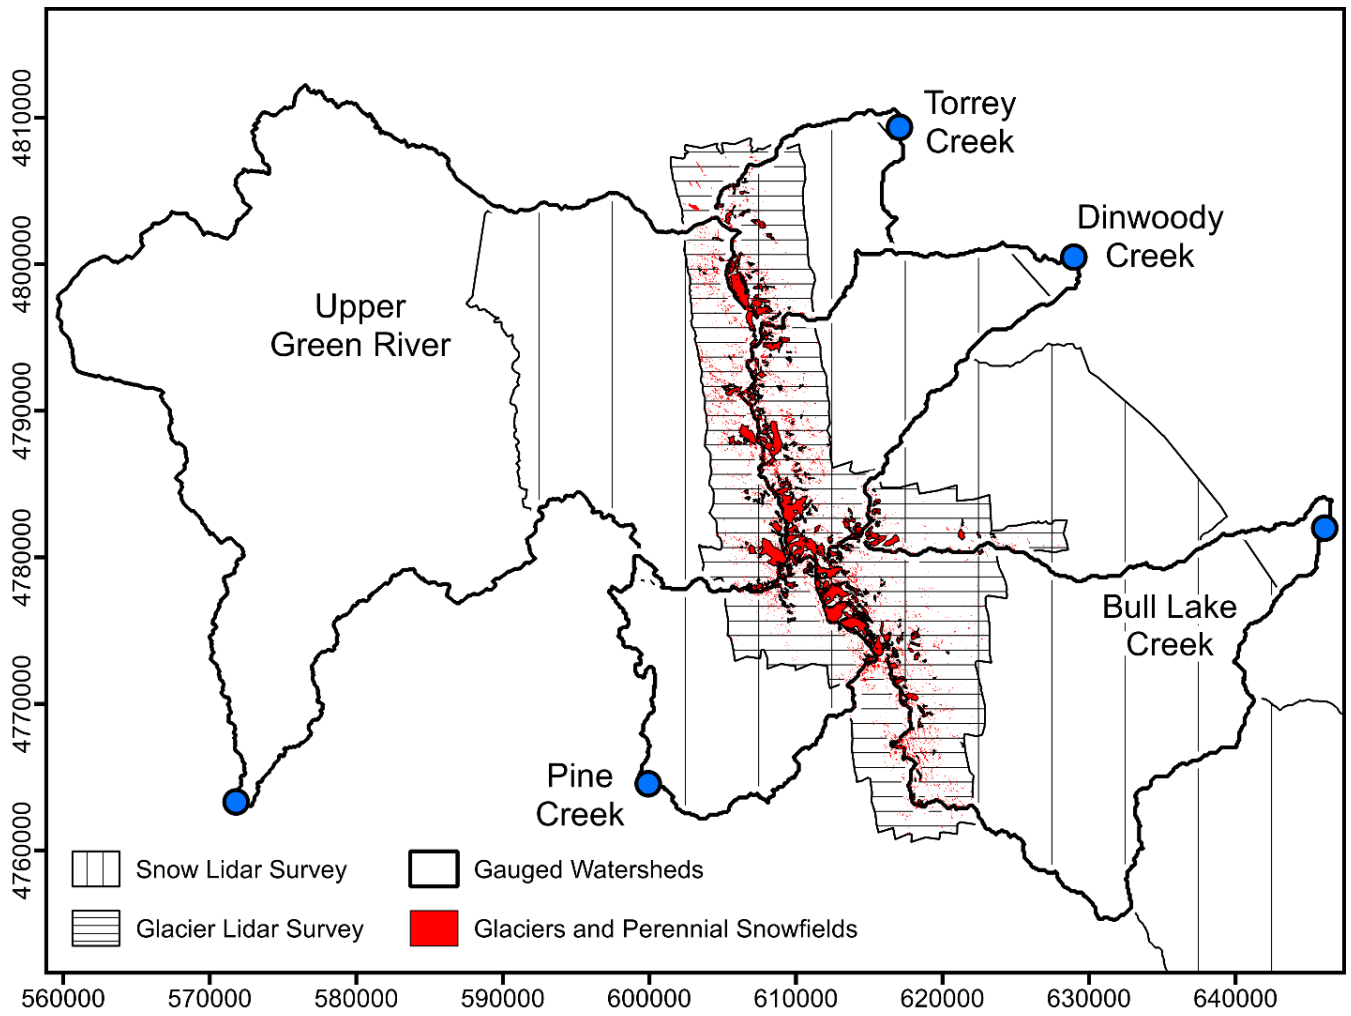 Torrey
Creek
Dinwoody
Creek
Upper
Green River
Bull Lake
Creek
Pine
Creek
Snow Lidar Survey
Gauged Watersheds
Glacier Lidar Survey
Glaciers and Perennial Snowfields
4810000
4800000
4790000
4780000
4770000
4760000
560000
570000
580000
590000
600000
610000
620000
630000
640000